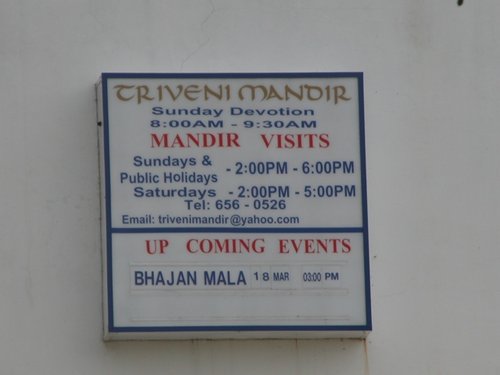 TRIVENI MANDIR
Sunday Devotion
8:00AM - 9:30AM
MANDIR VISITS
Sundays &
Public Holidays - 2:00PM - 6:00PM
Saturdays - 2:00PM - 5:00PM
Tel: 656 - 0526
Email: trivenimandir@yahoo.com
UP COMING EVENTS
BHAJAN MALA 18 MAR 03:00 PM